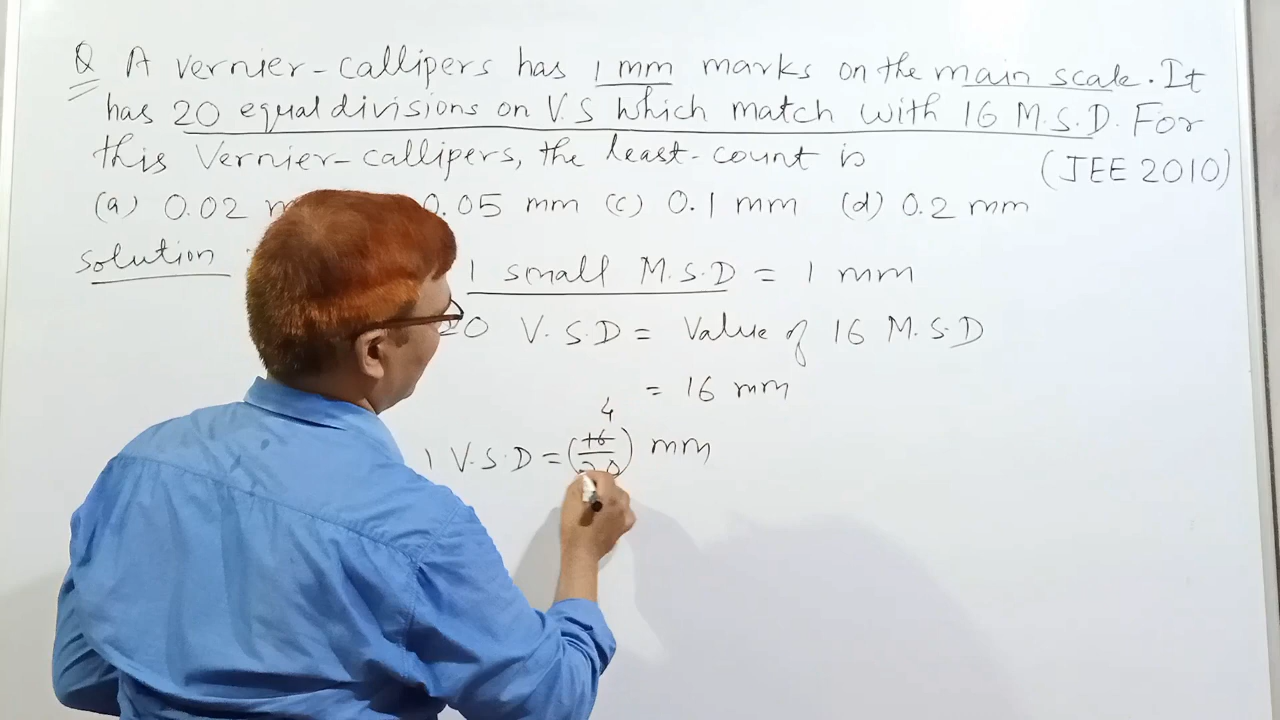 Q A Vernier-callipers has 1 mm marks on the main scale. It
has 20 equal divisions on V.S which match with 16 M.S.D. For
this Vernier-callipers, the least-count is
(JEE 2010)
(a) 0.02 0.05 mm (c) 0.1 mm (d) 0.2 mm
solution
1 small M.S.D = 1 mm
20 V.S.D = Value of 16 M.S.D
= 16 mm
4
1 V.S.D = (16/20) mm